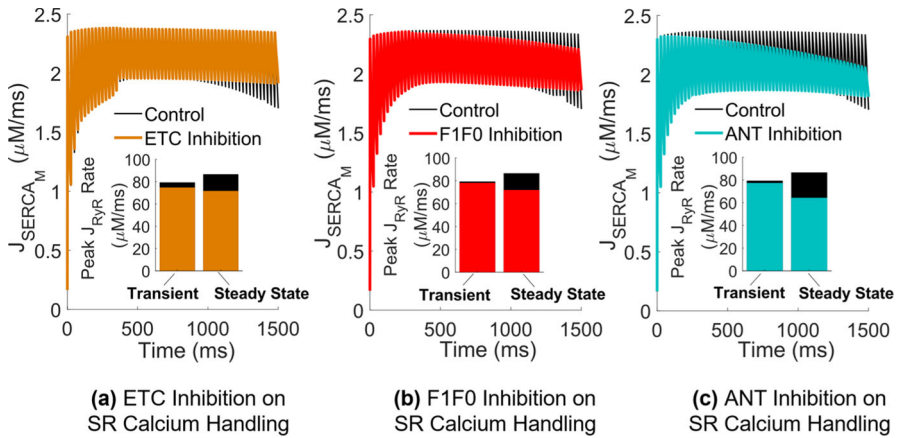 (a)
2.5
2
1.5
1
0.5
0
J_SERCA_M (μM/ms)
Control
ETC Inhibition
Peak J_RyR Rate
(μM/ms)
100
80
60
40
20
0
Transient Steady State
0 500 1000 1500
Time (ms)
(a) ETC Inhibition on
SR Calcium Handling
(b)
2.5
2
1.5
1
0.5
0
J_SERCA_M (μM/ms)
Control
F1F0 Inhibition
Peak J_RyR Rate
(μM/ms)
100
80
60
40
20
0
Transient Steady State
0 500 1000 1500
Time (ms)
(b) F1F0 Inhibition on
SR Calcium Handling
(c)
2.5
2
1.5
1
0.5
0
J_SERCA_M (μM/ms)
Control
ANT Inhibition
Peak J_RyR Rate
(μM/ms)
100
80
60
40
20
0
Transient Steady State
0 500 1000 1500
Time (ms)
(c) ANT Inhibition on
SR Calcium Handling